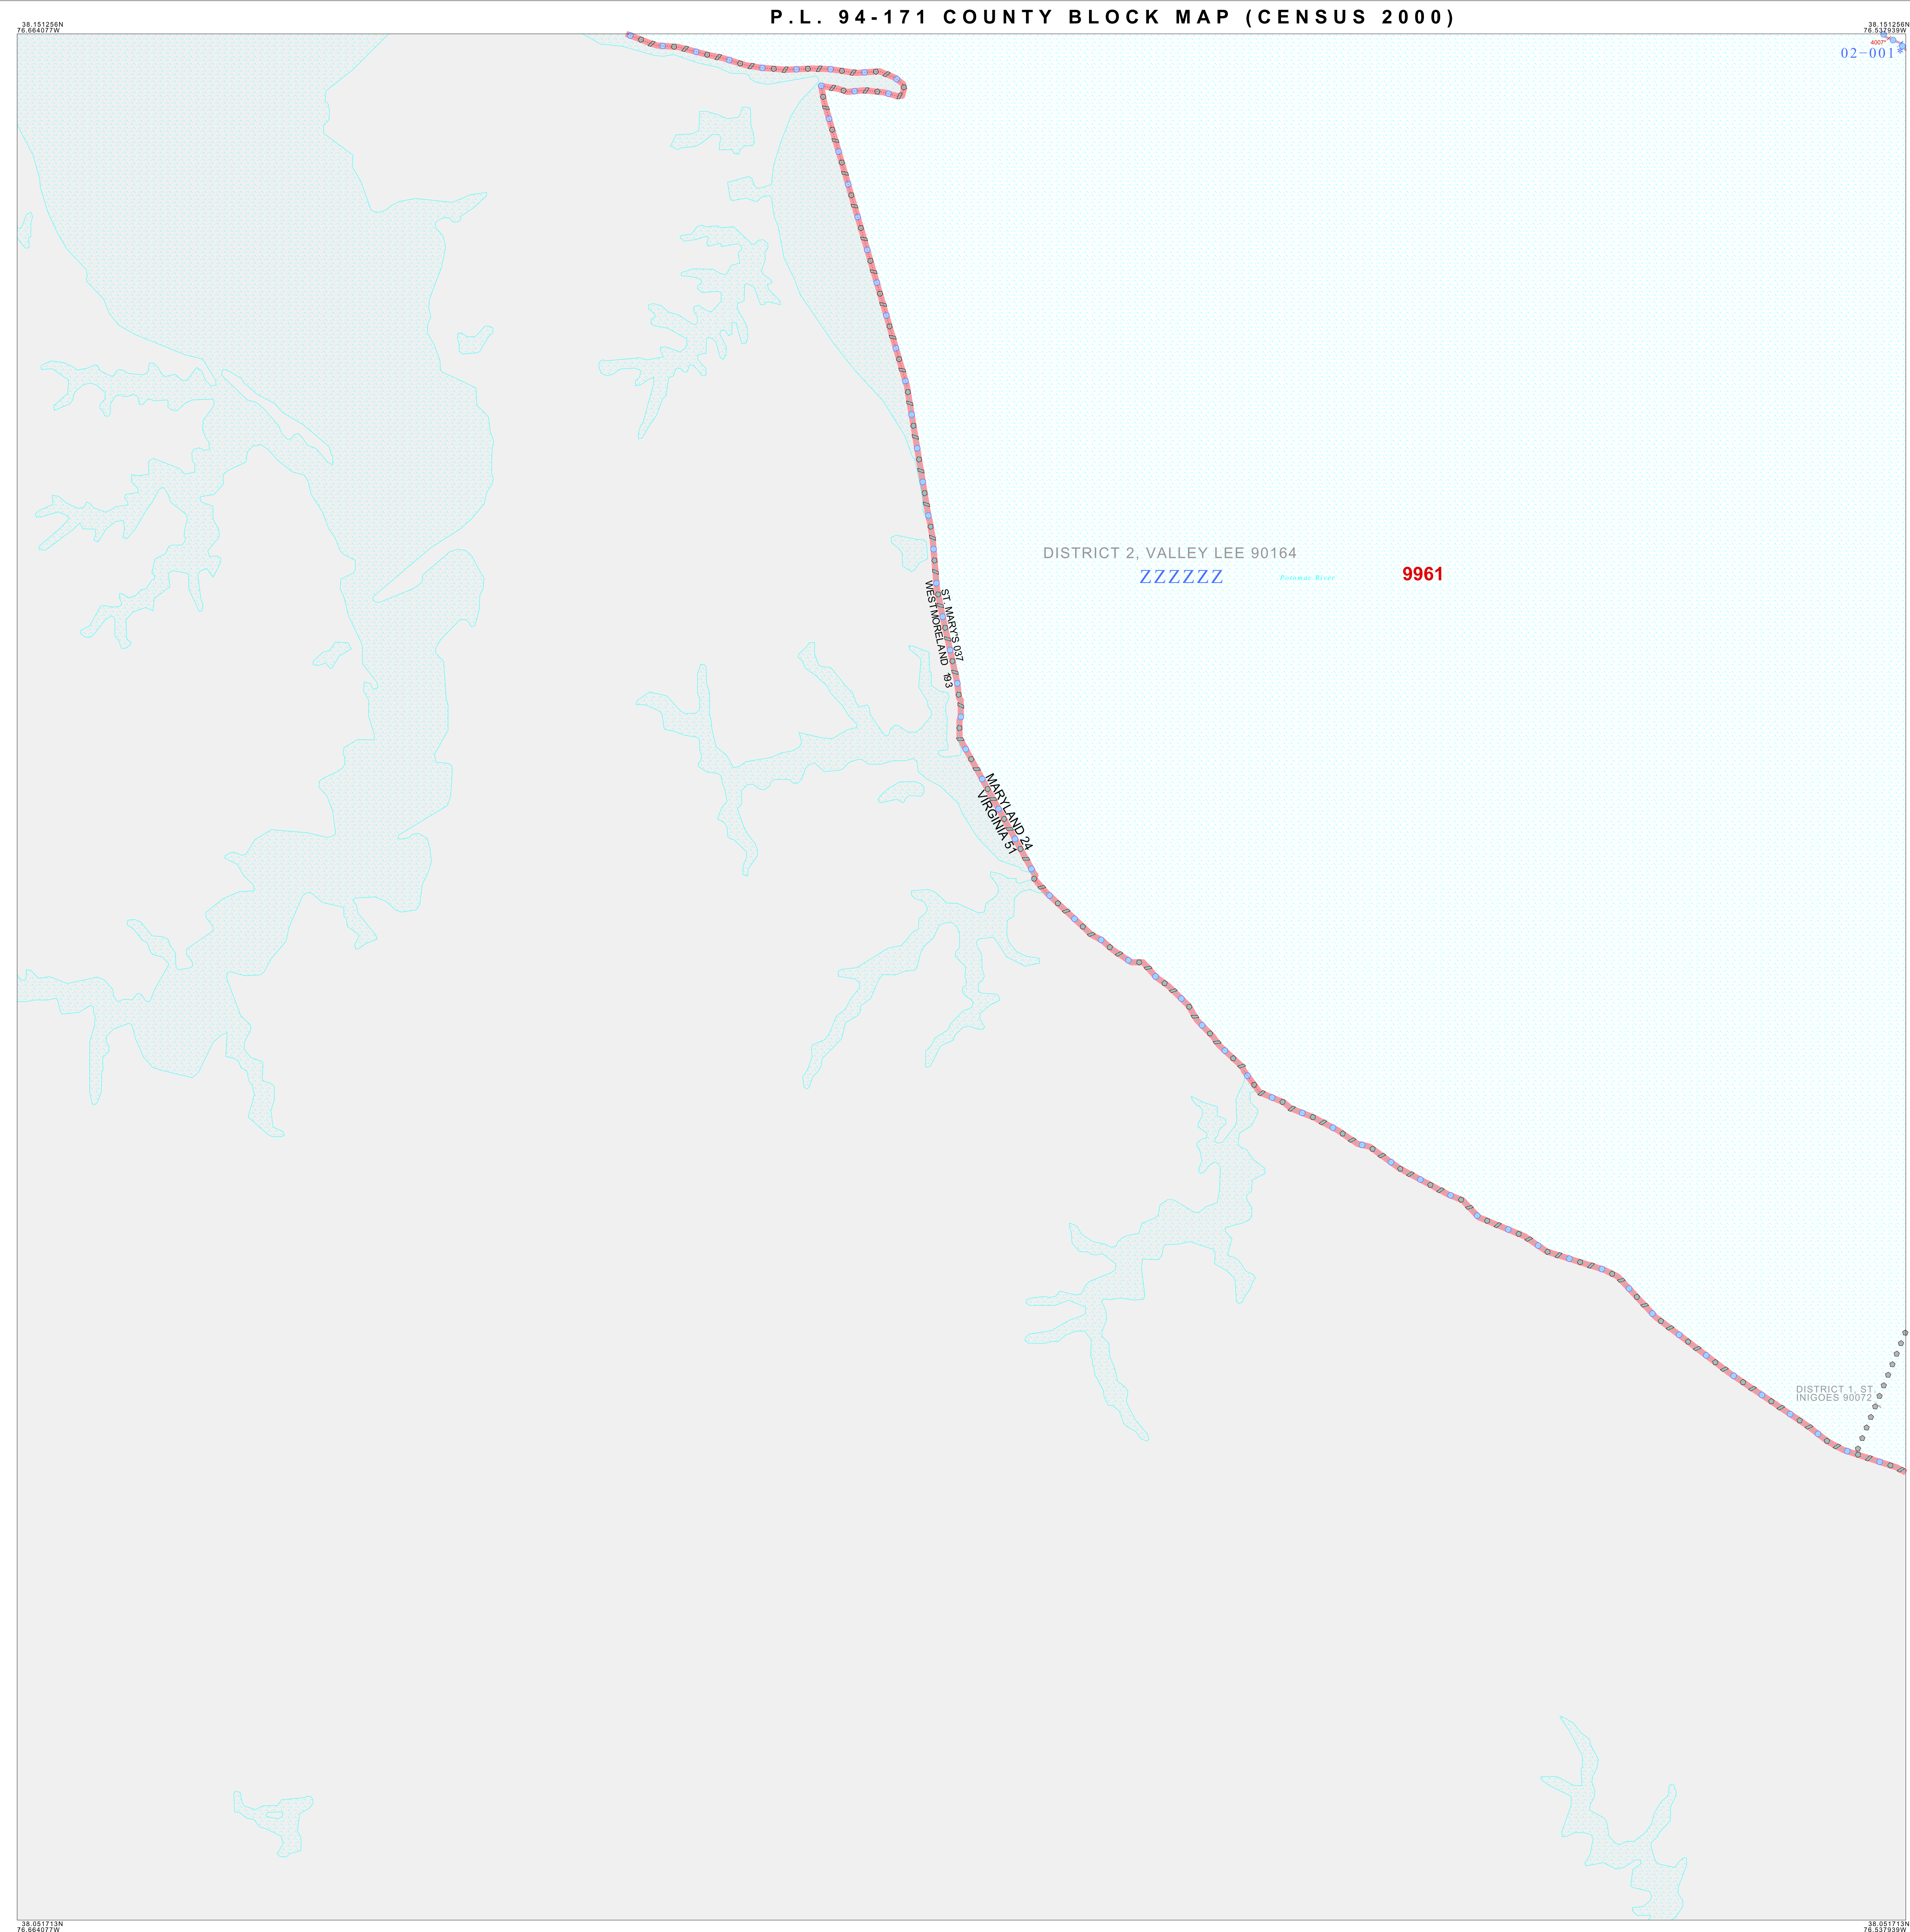 P.L. 94-171 COUNTY BLOCK MAP (CENSUS 2000)
38.151256N
76.664077W
38.151256N
76.537939W
4007*
02-001*
DISTRICT 2, VALLEY LEE 90164
ZZZZZZ
Potomac River
9961
ST. MARY'S 037
WESTMORELAND 193
MARYLAND 24
VIRGINIA 51
DISTRICT 1, ST.
INIGOES 90072
38.051713N
76.664077W
38.051713N
76.537939W